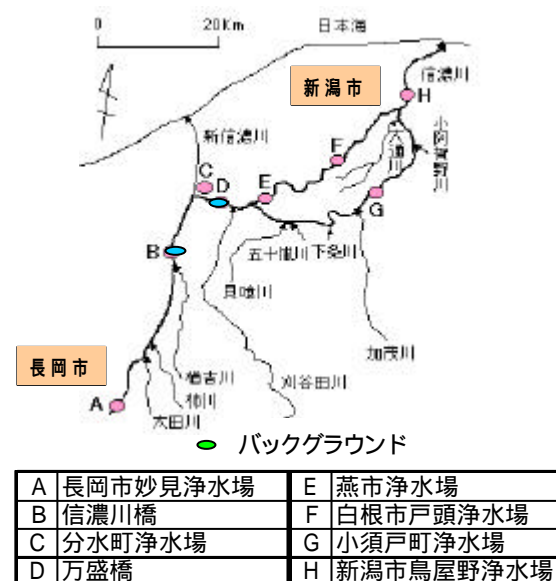 0 20Km
日本海
新潟市
信濃川
H
新信濃川
大通川
小阿賀野川
F
C
D
E
G
B
五十嵐川 下条川
貝喰川
加茂川
長岡市
猶吉川
柿川
刈谷田川
A
太田川
バックグラウンド
A 長岡市妙見浄水場 E 燕市浄水場
B 信濃川橋 F 白根市戸頭浄水場
C 分水町浄水場 G 小須戸町浄水場
D 万盛橋 H 新潟市鳥屋野浄水場